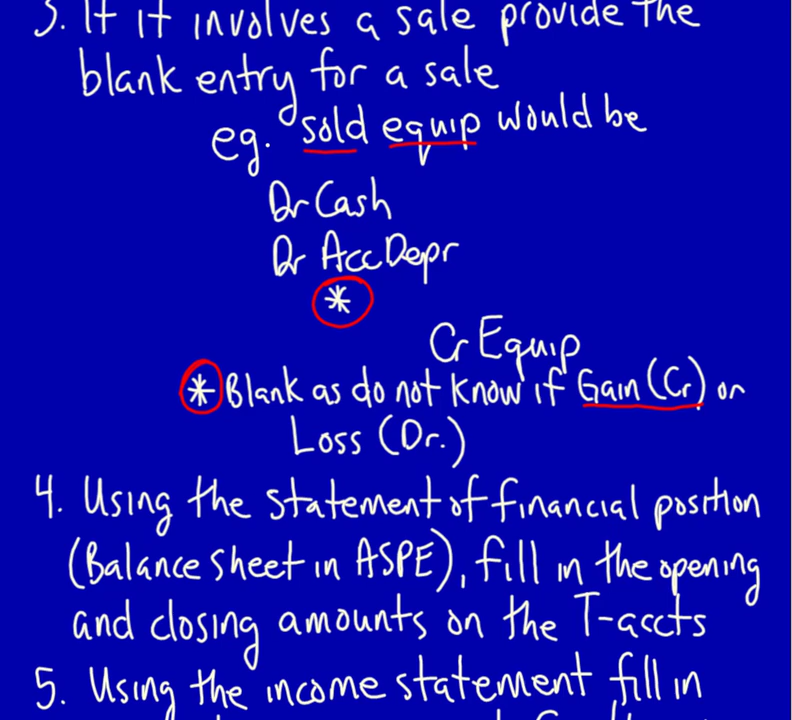 3. If it involves a sale provide the
blank entry for a sale
eg. sold equip would be
Dr Cash
Dr Acc Depr
*
Cr Equip
* Blank as do not know if Gain (Cr) or
Loss (Dr.)
4. Using the statement of financial position
(Balance sheet in ASPE), fill in the opening
and closing amounts on the T-accts
5. Using the income statement fill in